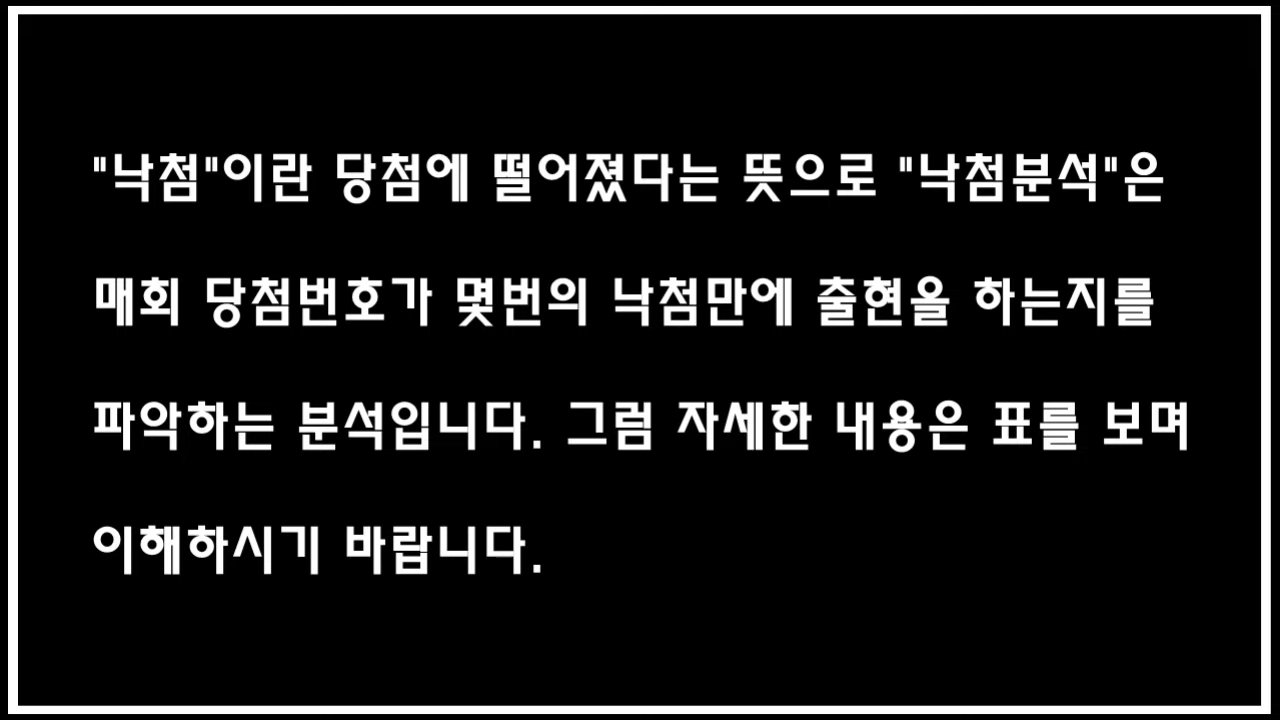 "낙첨"이란 당첨에 떨어졌다는 뜻으로 "낙첨분석"은
매회 당첨번호가 몇번의 낙첨만에 출현을 하는지를
파악하는 분석입니다. 그럼 자세한 내용은 표를 보며
이해하시기 바랍니다.